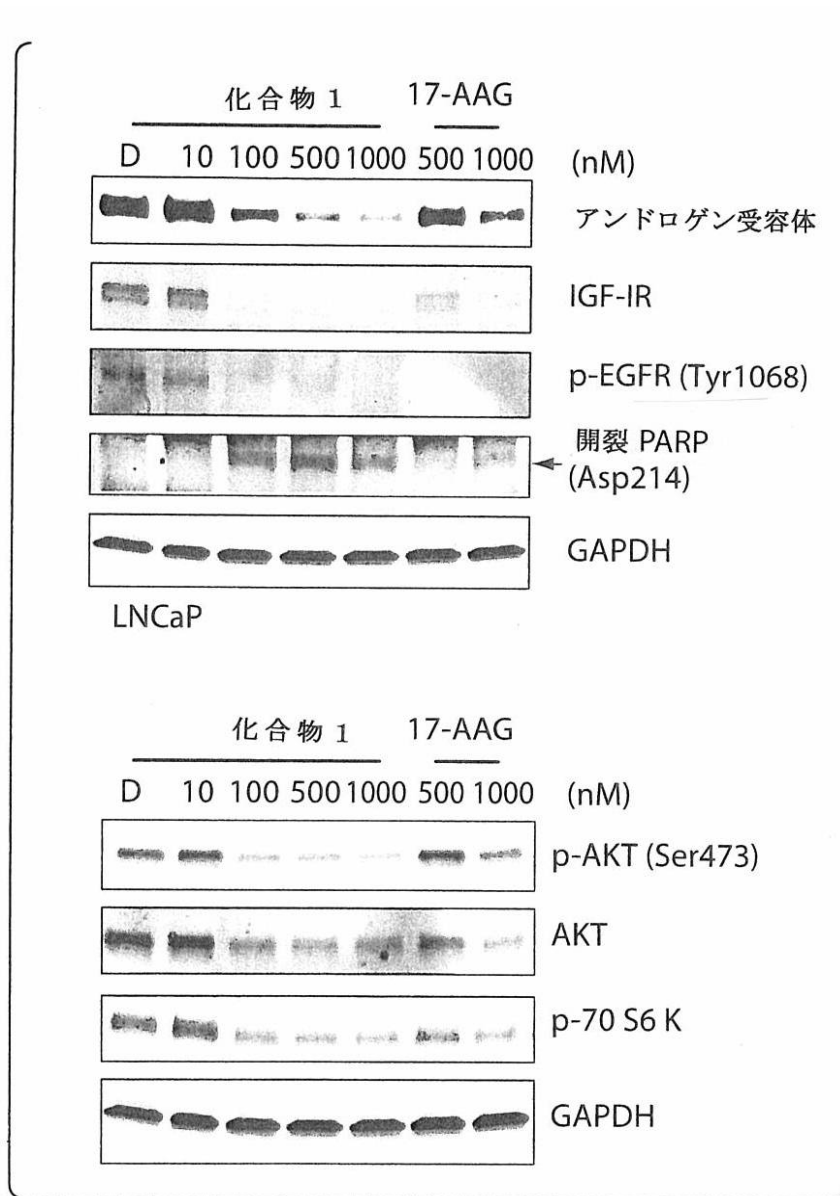 化合物 1 17-AAG
D 10 100 500 1000 500 1000 (nM)
アンドロゲン受容体
IGF-IR
p-EGFR (Tyr1068)
開裂 PARP
(Asp214)
GAPDH
LNCaP
化合物 1 17-AAG
D 10 100 500 1000 500 1000 (nM)
p-AKT (Ser473)
AKT
p-70 S6 K
GAPDH